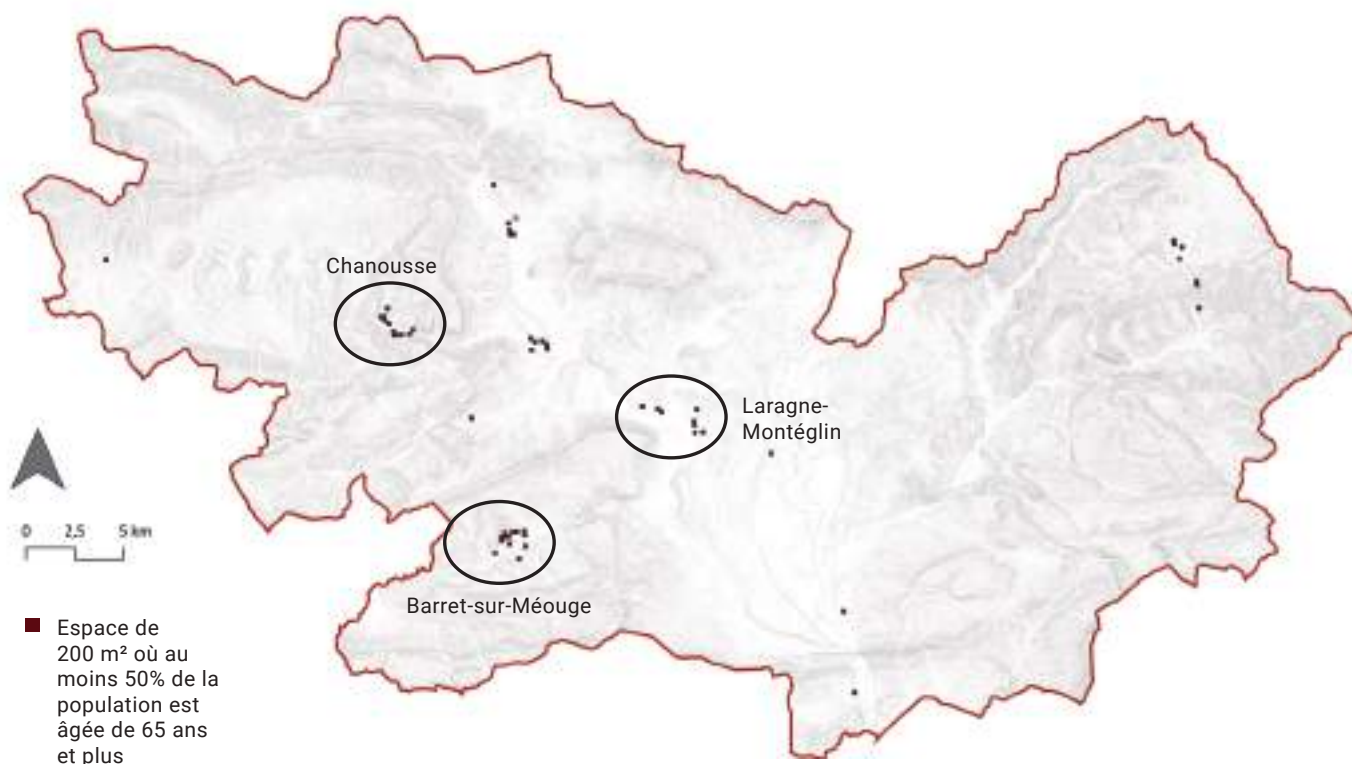 Chanousse
Laragne-
Montéglin
Barret-sur-Méouge
0 2,5 5 km
Espace de
200 m² où au
moins 50% de la
population est
âgée de 65 ans
et plus